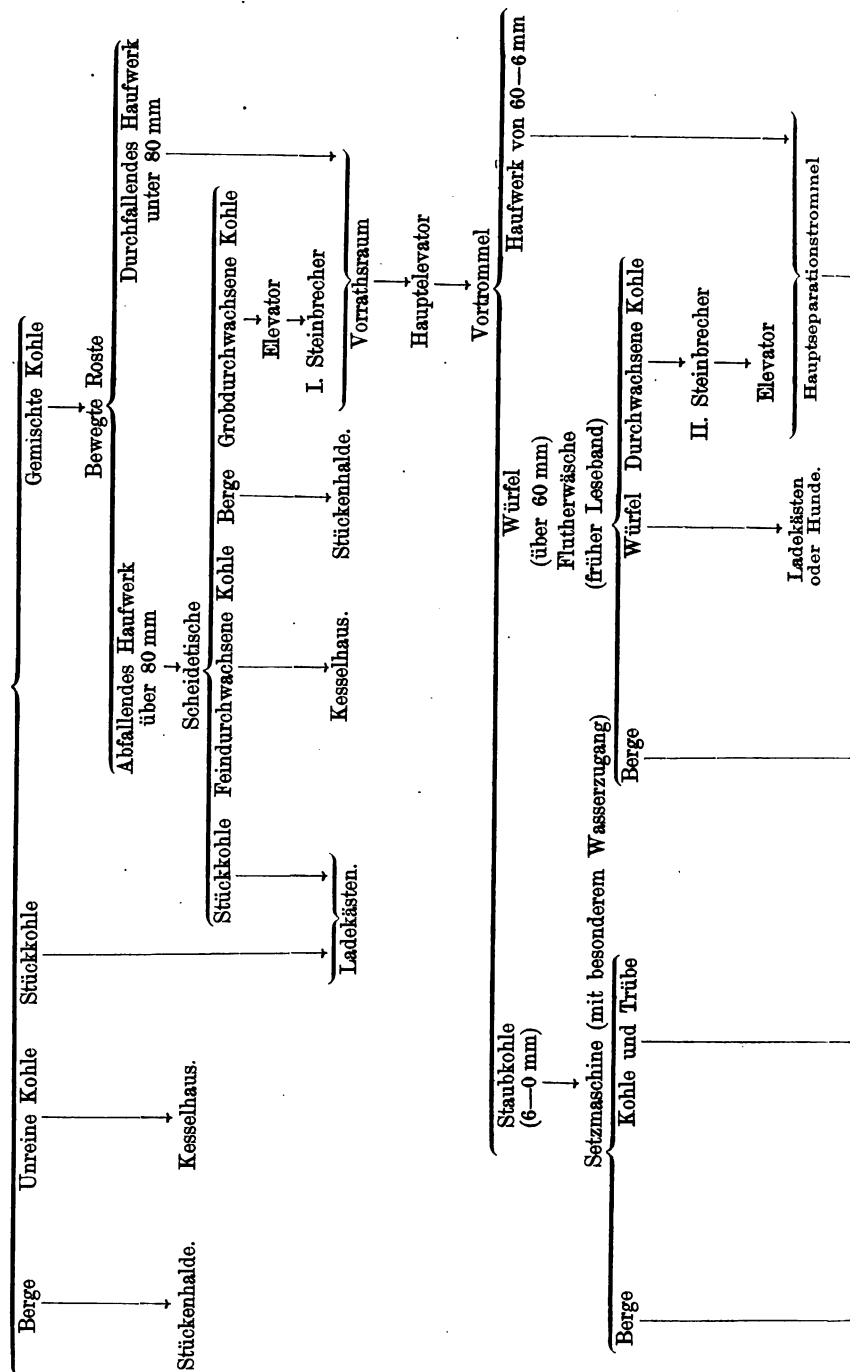 Berge
Unreine Kohle
Stückkohle
Gemischte Kohle
Stückenhalde.
Kesselhaus.
Bewegte Roste
Abfallendes Haufwerk
über 80 mm
Durchfallendes Haufwerk
unter 80 mm
Scheidetische
Stückkohle
Feindurchwachsene Kohle
Berge
Grobdurchwachsene Kohle
Elevator
I. Steinbrecher
Ladekästen.
Kesselhaus.
Stückenhalde.
Vorrathsraum
Hauptelevator
Vortrommel
Staubkohle
(6—0 mm)
Würfel
(über 60 mm)
Flutherwäsche
(früher Leseband)
Haufwerk von 60—6 mm
Setzmaschine (mit besonderem Wasserzugang)
Berge
Kohle und Trübe
Berge
Würfel
Durchwachsene Kohle
II. Steinbrecher
Elevator
Ladekästen
oder Hunde.
Hauptseparationstrommel